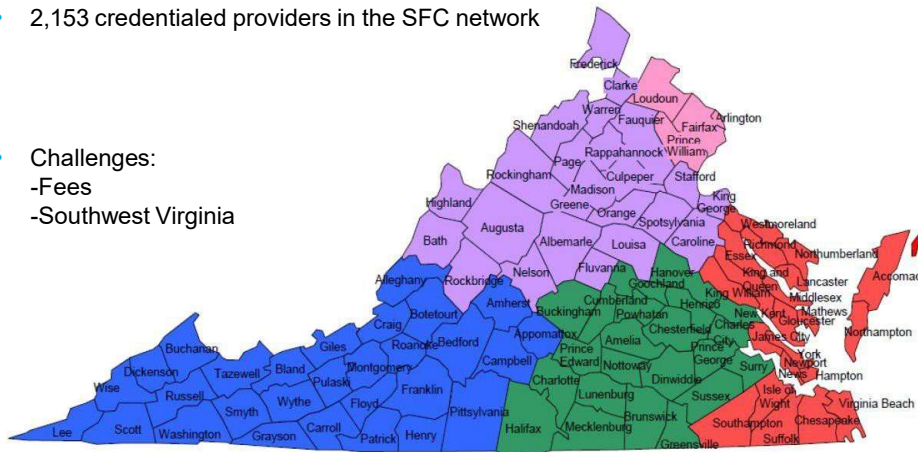 • 2,153 credentialed providers in the SFC network
Frederick
Clarke
Loudoun
Warren
Fauquier
Fairfax
Arlington
Shenandoah
Prince
William
Page
Rappahannock
• Challenges:
-Fees
-Southwest Virginia
Rockingham
Culpeper
Stafford
Madison
Highland
Greene
Orange
King
George
Spotsylvania
Westmoreland
Augusta
Bath
Albemarle
Louisa
Caroline
Richmond
Northumberland
Essex
Nelson
Fluvanna
Hanover
Alleghany
Rockbridge
Goochland
King and
Queen
Lancaster
Accomac
Amherst
Cumberland
Henrico
King William
Middlesex
Botetourt
Buckingham
Powhatan
New Kent
Mathews
Gloucester
Craig
Appomattox
Chesterfield
Charles
City
James City
Northampton
Roanoke
Bedford
Amelia
Giles
Buchanan
Prince
Edward
Prince
George
York
Campbell
Nottoway
Surry
Newport
News
Hampton
Dickenson
Tazewell
Bland
Montgomery
Pulaski
Charlotte
Dinwiddie
Wise
Russell
Wythe
Floyd
Franklin
Lunenburg
Sussex
Isle of
Wight
Virginia Beach
Smyth
Pittsylvania
Brunswick
Southampton
Chesapeake
Lee
Scott
Washington
Grayson
Carroll
Patrick
Henry
Halifax
Mecklenburg
Greensville
Suffolk